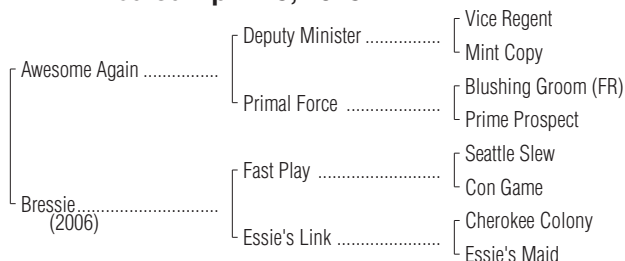 Deputy Minister
Vice Regent
Mint Copy
Awesome Again
Primal Force
Blushing Groom (FR)
Prime Prospect
Fast Play
Seattle Slew
Con Game
Bressie
(2006)
Essie's Link
Cherokee Colony
Essie's Maid